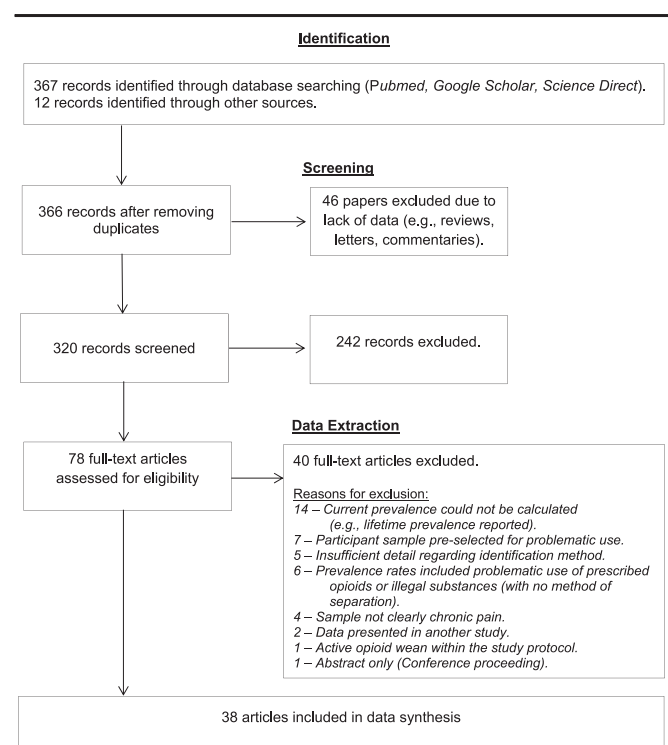 Identification
367 records identified through database searching (Pubmed, Google Scholar, Science Direct).
12 records identified through other sources.
Screening
366 records after removing
duplicates
46 papers excluded due to
lack of data (e.g., reviews,
letters, commentaries).
320 records screened
242 records excluded.
Data Extraction
78 full-text articles
assessed for eligibility
40 full-text articles excluded.
Reasons for exclusion:
14 – Current prevalence could not be calculated
(e.g., lifetime prevalence reported).
7 – Participant sample pre-selected for problematic use.
5 – Insufficient detail regarding identification method.
6 – Prevalence rates included problematic use of prescribed
opioids or illegal substances (with no method of
separation).
4 – Sample not clearly chronic pain.
2 – Data presented in another study.
1 – Active opioid wean within the study protocol.
1 – Abstract only (Conference proceeding).
38 articles included in data synthesis